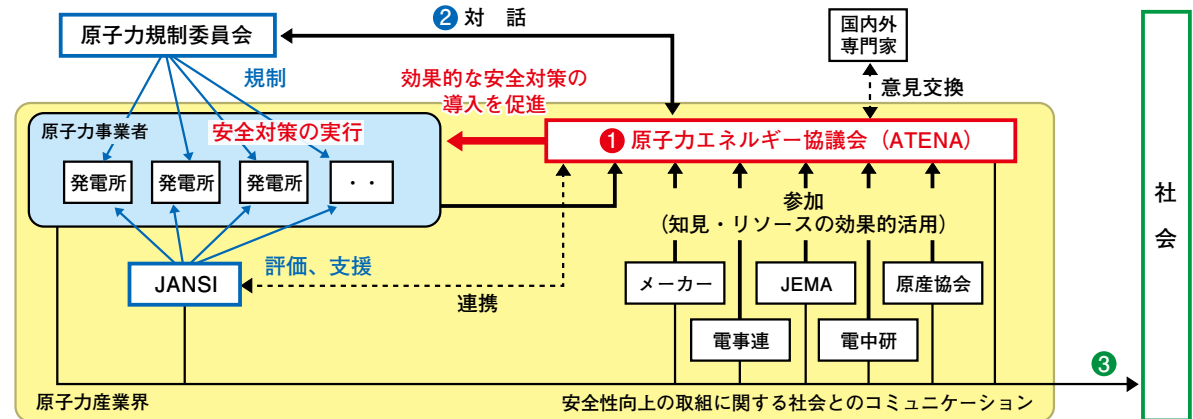 ❷ 対 話
原子力規制委員会
国内外
専門家
社
会
規制
効果的な安全対策の
導入を促進
意見交換
原子力事業者
安全対策の実行
❶ 原子力エネルギー協議会（ATENA）
発電所
発電所
発電所
・・
参加
（知見・リソースの効果的活用）
評価、支援
JANSI
連携
メーカー
JEMA
原産協会
電事連
電中研
❸
原子力産業界
安全性向上の取組に関する社会とのコミュニケーション